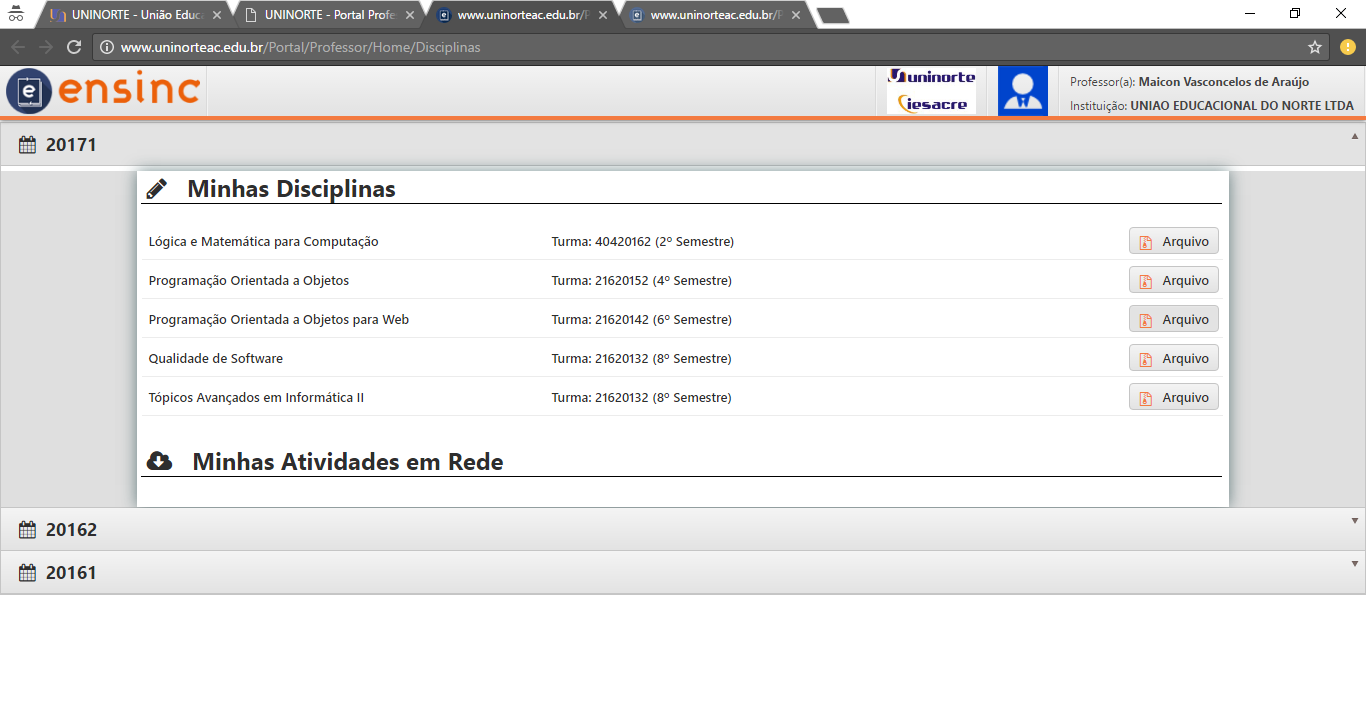 UNINORTE - União Educ
UNINORTE - Portal Profe
www.uninorteac.edu.br/P
www.uninorteac.edu.br/P
www.uninorteac.edu.br/Portal/Professor/Home/Disciplinas
e ensinc
uninorte
iesacre
Professor(a): Maicon Vasconcelos de Araújo
Instituição: UNIAO EDUCACIONAL DO NORTE LTDA
20171
Minhas Disciplinas
Lógica e Matemática para Computação Turma: 40420162 (2º Semestre) Arquivo
Programação Orientada a Objetos Turma: 21620152 (4º Semestre) Arquivo
Programação Orientada a Objetos para Web Turma: 21620142 (6º Semestre) Arquivo
Qualidade de Software Turma: 21620132 (8º Semestre) Arquivo
Tópicos Avançados em Informática II Turma: 21620132 (8º Semestre) Arquivo
Minhas Atividades em Rede
20162
20161